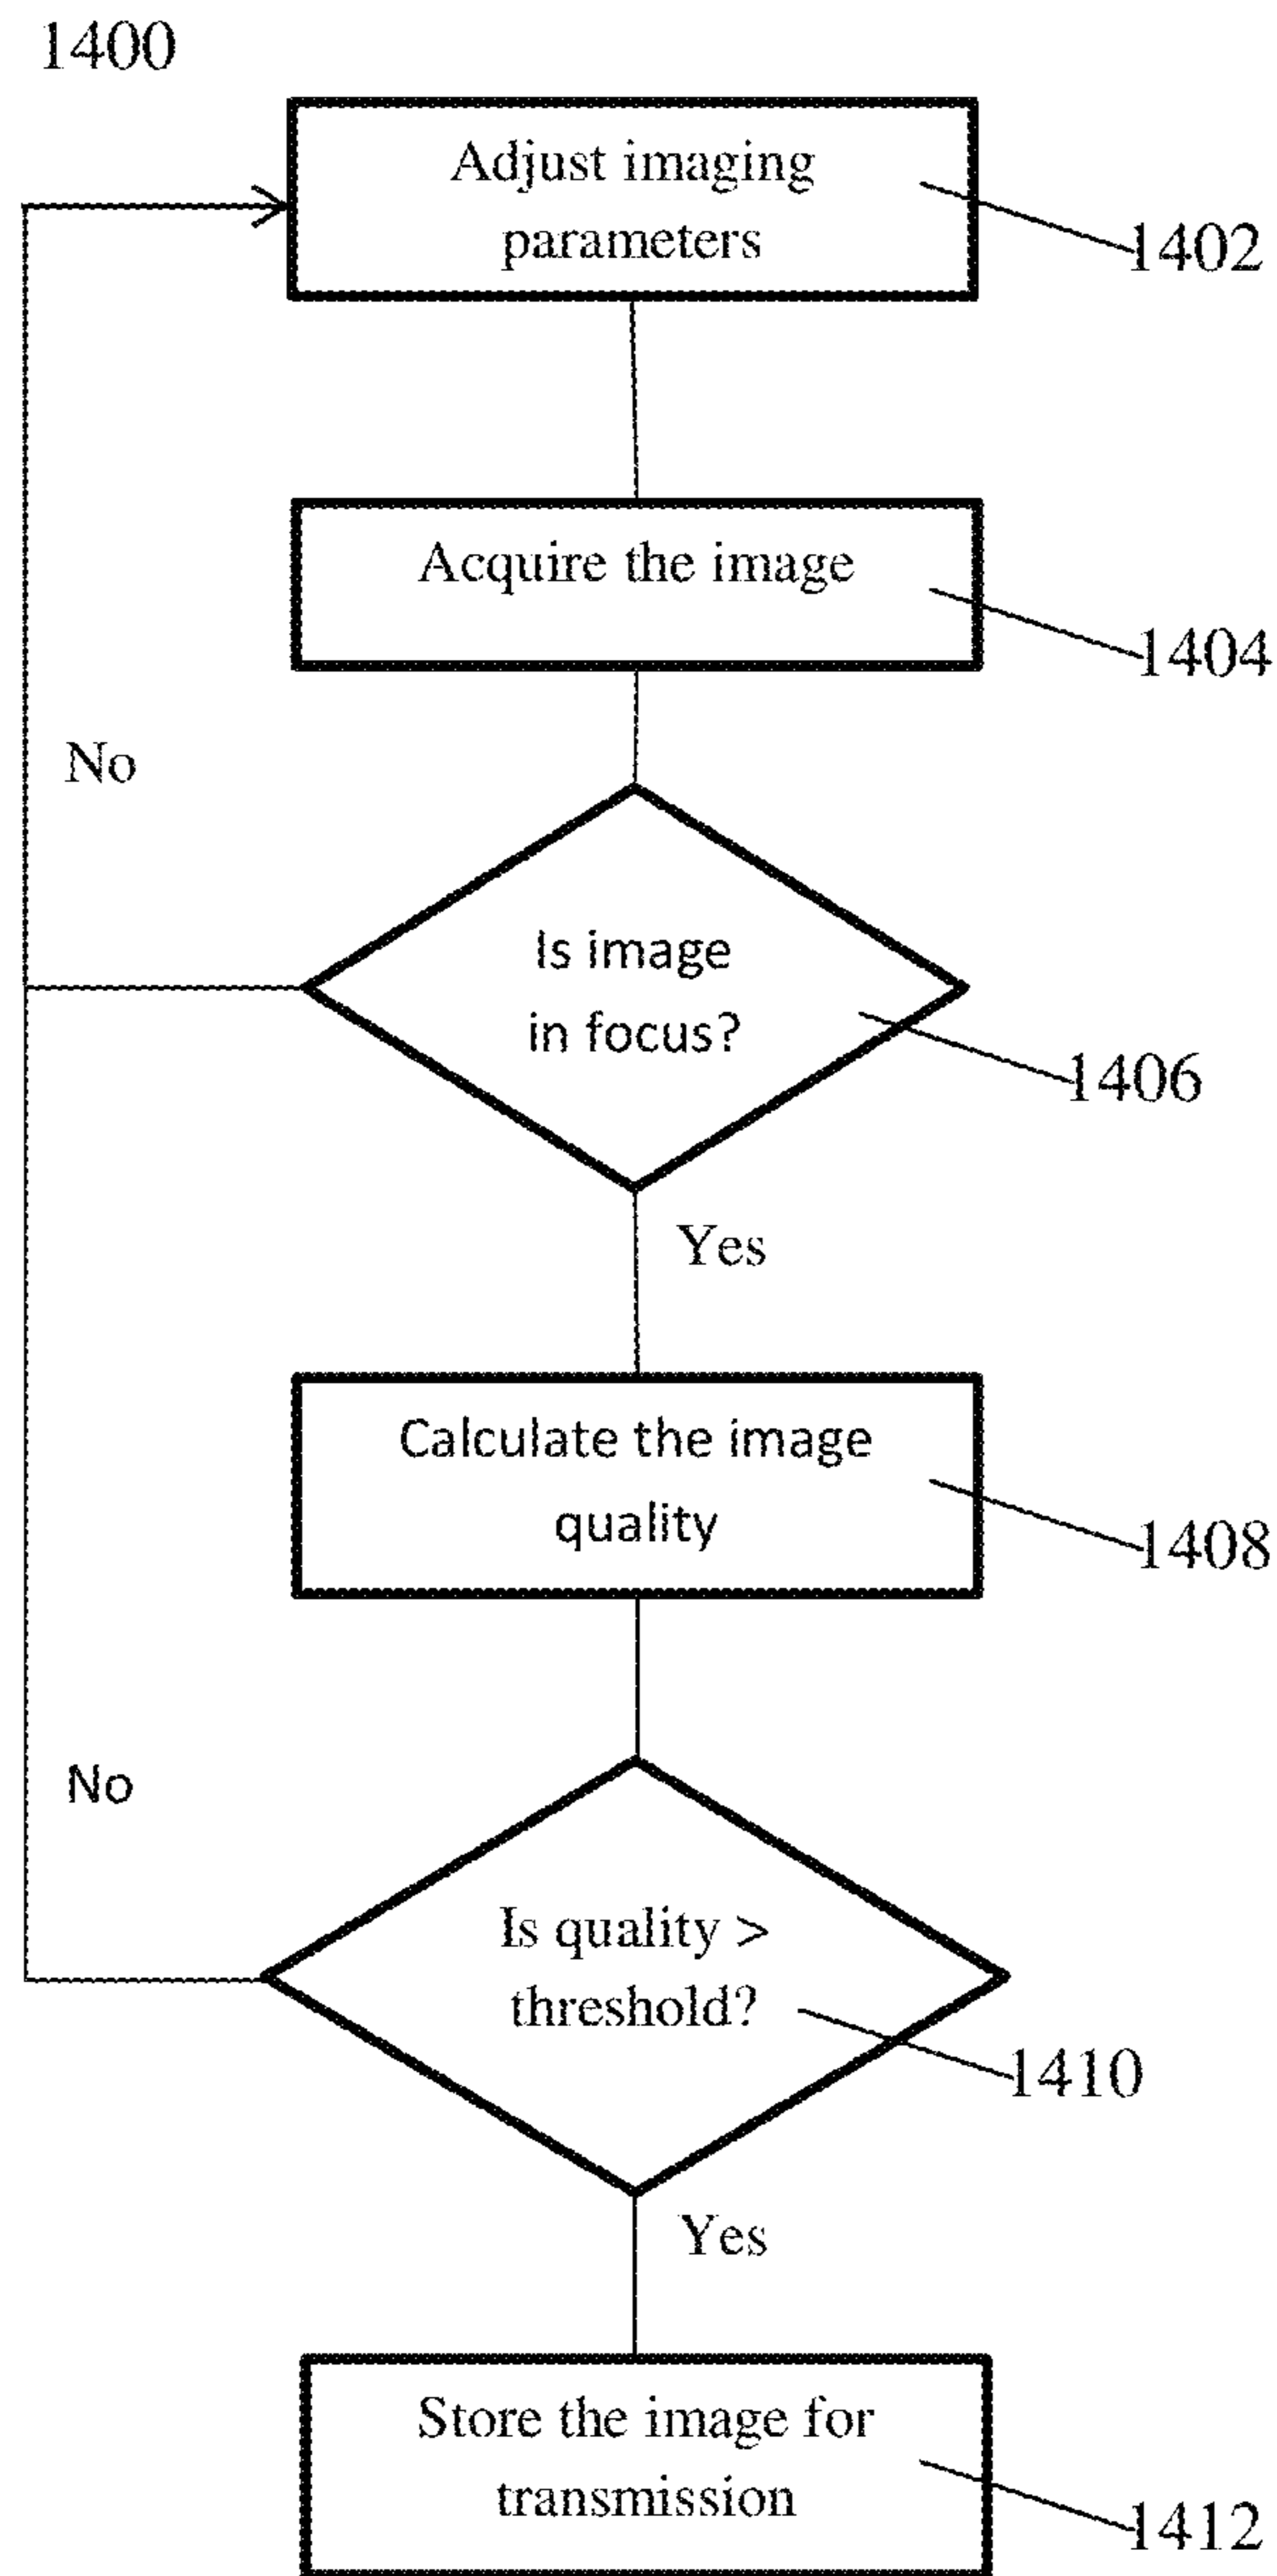 1400
Adjust imaging
parameters
1402
Acquire the image
1404
No
Is image
in focus?
1406
Yes
Calculate the image
quality
1408
No
Is quality >
threshold?
1410
Yes
Store the image for
transmission
1412